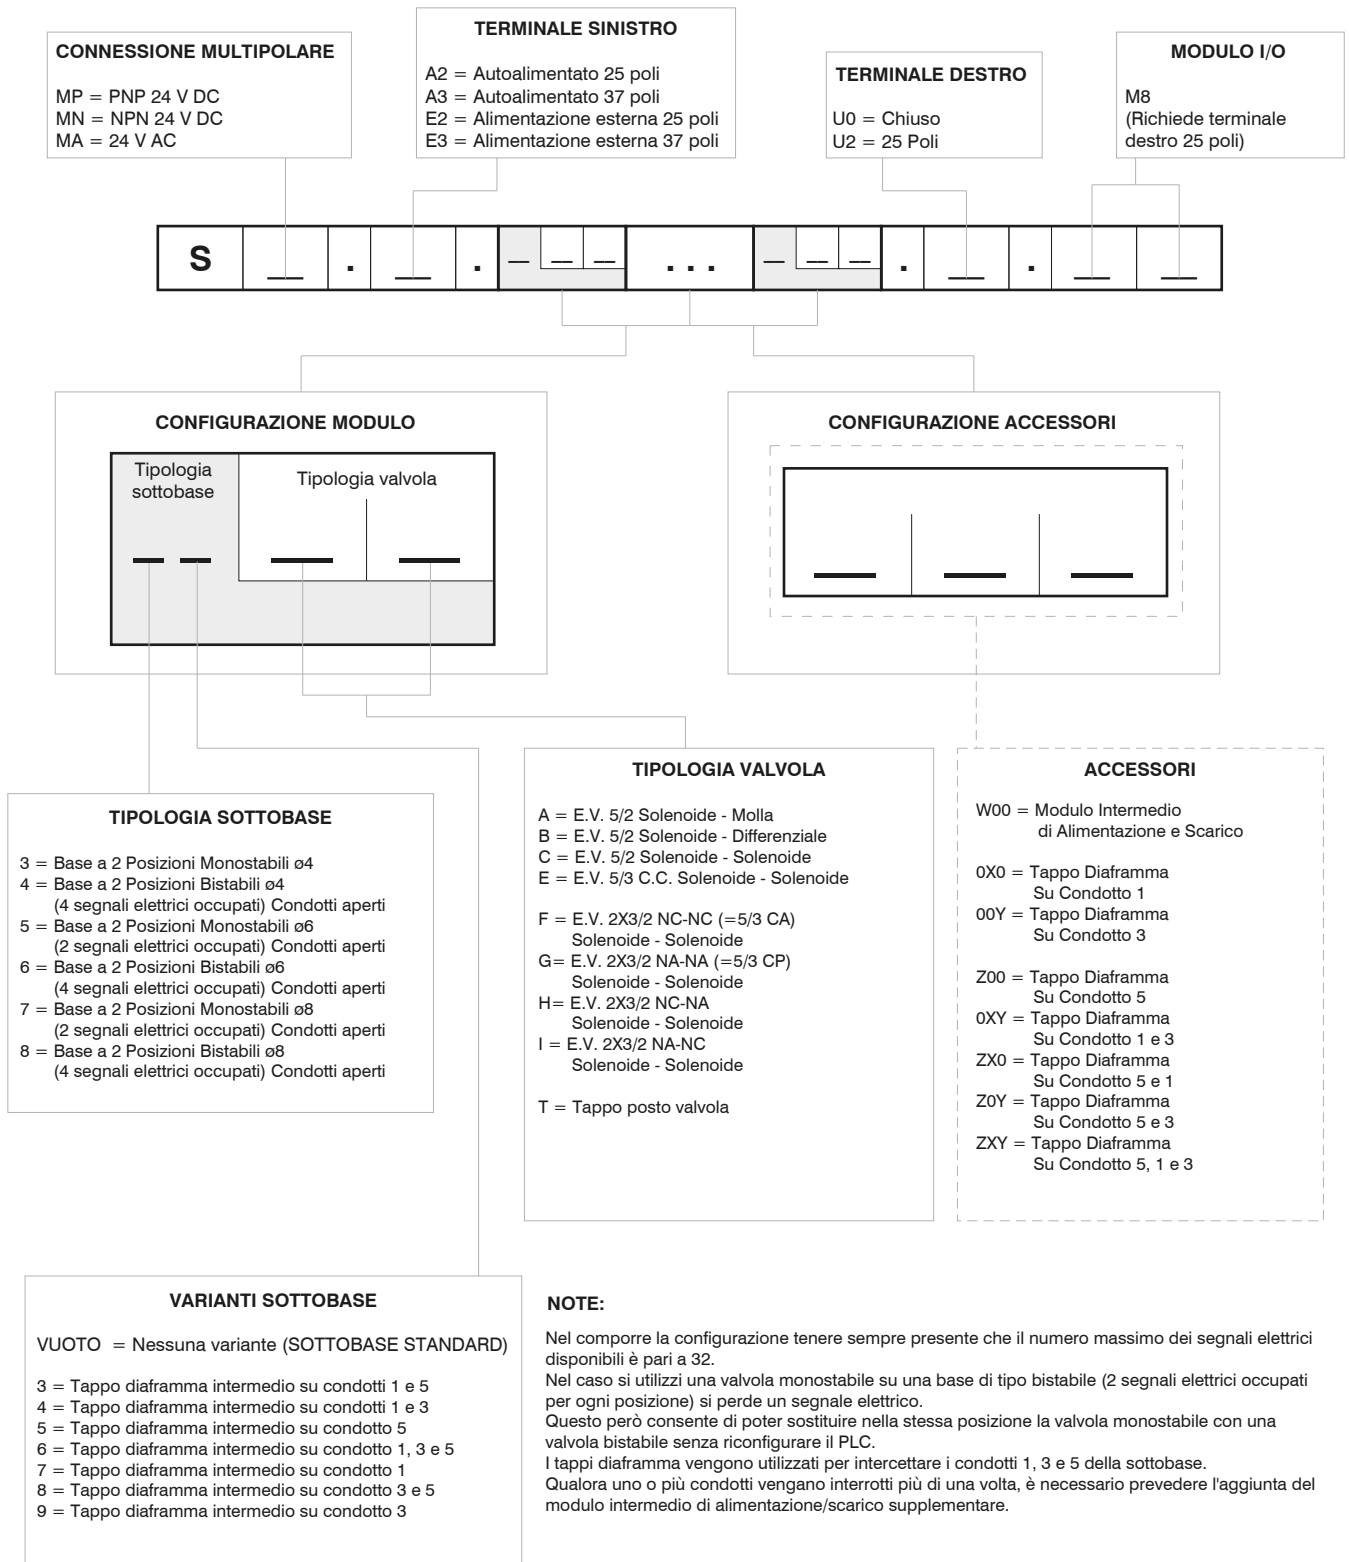 CONNESSIONE MULTIPOLARE
MP = PNP 24 V DC
MN = NPN 24 V DC
MA = 24 V AC
TERMINALE SINISTRO
A2 = Autoalimentato 25 poli
A3 = Autoalimentato 37 poli
E2 = Alimentazione esterna 25 poli
E3 = Alimentazione esterna 37 poli
TERMINALE DESTRO
U0 = Chiuso
U2 = 25 Poli
MODULO I/O
M8
(Richiede terminale
destro 25 poli)
S __ . __ . __ __ __ . . . __ __ __ . __ . __ __
CONFIGURAZIONE MODULO
Tipologia
sottobase
Tipologia valvola
CONFIGURAZIONE ACCESSORI
TIPOLOGIA SOTTOBASE
3 = Base a 2 Posizioni Monostabili ø4
4 = Base a 2 Posizioni Bistabili ø4
(4 segnali elettrici occupati) Condotti aperti
5 = Base a 2 Posizioni Monostabili ø6
(2 segnali elettrici occupati) Condotti aperti
6 = Base a 2 Posizioni Bistabili ø6
(4 segnali elettrici occupati) Condotti aperti
7 = Base a 2 Posizioni Monostabili ø8
(2 segnali elettrici occupati) Condotti aperti
8 = Base a 2 Posizioni Bistabili ø8
(4 segnali elettrici occupati) Condotti aperti
TIPOLOGIA VALVOLA
A = E.V. 5/2 Solenoide - Molla
B = E.V. 5/2 Solenoide - Differenziale
C = E.V. 5/2 Solenoide - Solenoide
E = E.V. 5/3 C.C. Solenoide - Solenoide
F = E.V. 2X3/2 NC-NC (=5/3 CA)
Solenoide - Solenoide
G= E.V. 2X3/2 NA-NA (=5/3 CP)
Solenoide - Solenoide
H= E.V. 2X3/2 NC-NA
Solenoide - Solenoide
I = E.V. 2X3/2 NA-NC
Solenoide - Solenoide
T = Tappo posto valvola
ACCESSORI
W00 = Modulo Intermedio
di Alimentazione e Scarico
0X0 = Tappo Diaframma
Su Condotto 1
00Y = Tappo Diaframma
Su Condotto 3
Z00 = Tappo Diaframma
Su Condotto 5
0XY = Tappo Diaframma
Su Condotto 1 e 3
ZX0 = Tappo Diaframma
Su Condotto 5 e 1
Z0Y = Tappo Diaframma
Su Condotto 5 e 3
ZXY = Tappo Diaframma
Su Condotto 5, 1 e 3
VARIANTI SOTTOBASE
VUOTO = Nessuna variante (SOTTOBASE STANDARD)
3 = Tappo diaframma intermedio su condotti 1 e 5
4 = Tappo diaframma intermedio su condotti 1 e 3
5 = Tappo diaframma intermedio su condotto 5
6 = Tappo diaframma intermedio su condotto 1, 3 e 5
7 = Tappo diaframma intermedio su condotto 1
8 = Tappo diaframma intermedio su condotto 3 e 5
9 = Tappo diaframma intermedio su condotto 3
NOTE:
Nel comporre la configurazione tenere sempre presente che il numero massimo dei segnali elettrici
disponibili è pari a 32.
Nel caso si utilizzi una valvola monostabile su una base di tipo bistabile (2 segnali elettrici occupati
per ogni posizione) si perde un segnale elettrico.
Questo però consente di poter sostituire nella stessa posizione la valvola monostabile con una
valvola bistabile senza riconfigurare il PLC.
I tappi diaframma vengono utilizzati per intercettare i condotti 1, 3 e 5 della sottobase.
Qualora uno o più condotti vengano interrotti più di una volta, è necessario prevedere l'aggiunta del
modulo intermedio di alimentazione/scarico supplementare.